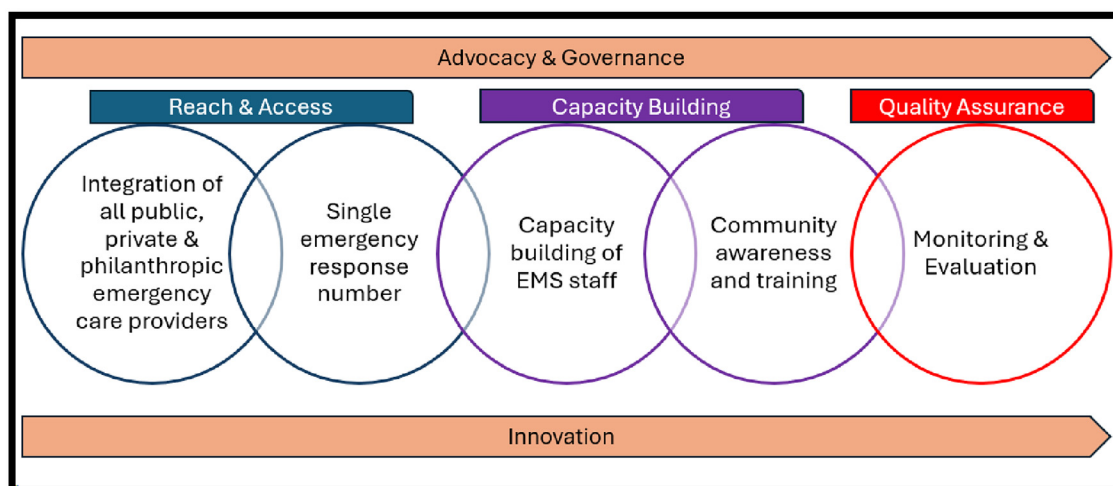 Advocacy & Governance
Reach & Access
Capacity Building
Quality Assurance
Integration of
all public,
private &
philanthropic
emergency
care providers
Single
emergency
response
number
Capacity
building of
EMS staff
Community
awareness
and training
Monitoring &
Evaluation
Innovation